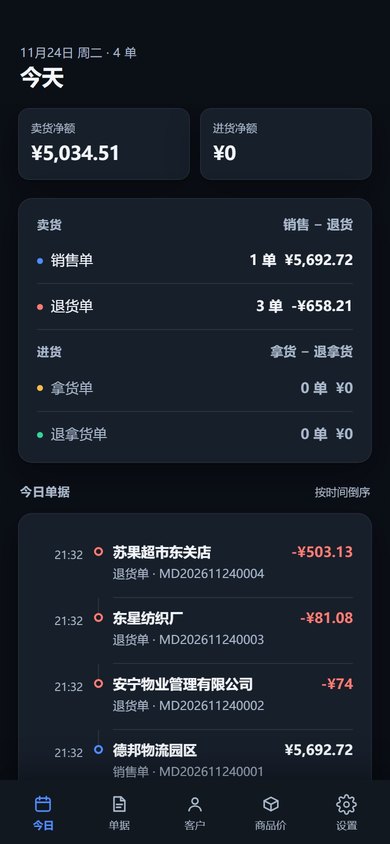 11月24日 周二 · 4 单
今天
卖货净额
¥5,034.51
进货净额
¥0
卖货 销售 − 退货
销售单 1 单 ¥5,692.72
退货单 3 单 -¥658.21
进货 拿货 − 退拿货
拿货单 0 单 ¥0
退拿货单 0 单 ¥0
今日单据 按时间倒序
21:32 苏果超市东关店 -¥503.13
退货单 · MD202611240004
21:32 东星纺织厂 -¥81.08
退货单 · MD202611240003
21:32 安宁物业管理有限公司 -¥74
退货单 · MD202611240002
21:32 德邦物流园区 ¥5,692.72
销售单 · MD202611240001
今日 单据 客户 商品价 设置